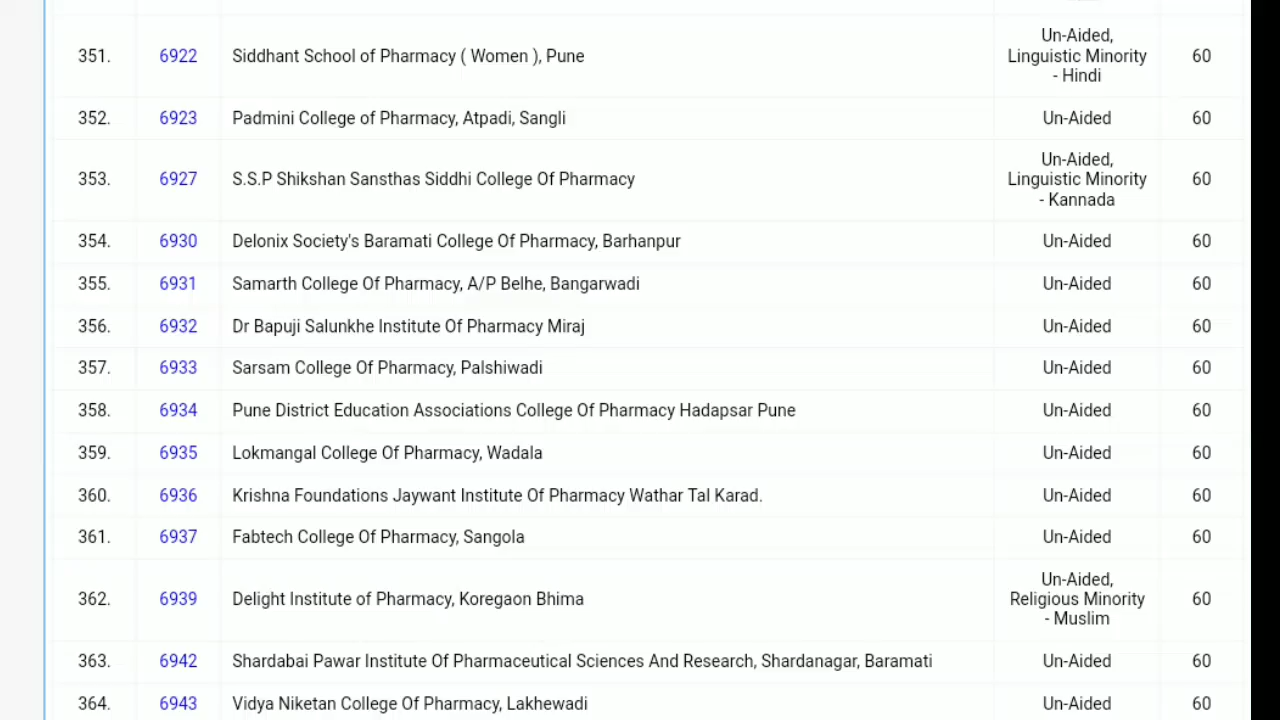 Un-Aided,
351. 6922 Siddhant School of Pharmacy ( Women ), Pune Linguistic Minority 60
- Hindi
352. 6923 Padmini College of Pharmacy, Atpadi, Sangli Un-Aided 60
Un-Aided,
353. 6927 S.S.P Shikshan Sansthas Siddhi College Of Pharmacy Linguistic Minority 60
- Kannada
354. 6930 Delonix Society's Baramati College Of Pharmacy, Barhanpur Un-Aided 60
355. 6931 Samarth College Of Pharmacy, A/P Belhe, Bangarwadi Un-Aided 60
356. 6932 Dr Bapuji Salunkhe Institute Of Pharmacy Miraj Un-Aided 60
357. 6933 Sarsam College Of Pharmacy, Palshiwadi Un-Aided 60
358. 6934 Pune District Education Associations College Of Pharmacy Hadapsar Pune Un-Aided 60
359. 6935 Lokmangal College Of Pharmacy, Wadala Un-Aided 60
360. 6936 Krishna Foundations Jaywant Institute Of Pharmacy Wathar Tal Karad. Un-Aided 60
361. 6937 Fabtech College Of Pharmacy, Sangola Un-Aided 60
Un-Aided,
362. 6939 Delight Institute of Pharmacy, Koregaon Bhima Religious Minority 60
- Muslim
363. 6942 Shardabai Pawar Institute Of Pharmaceutical Sciences And Research, Shardanagar, Baramati Un-Aided 60
364. 6943 Vidya Niketan College Of Pharmacy, Lakhewadi Un-Aided 60